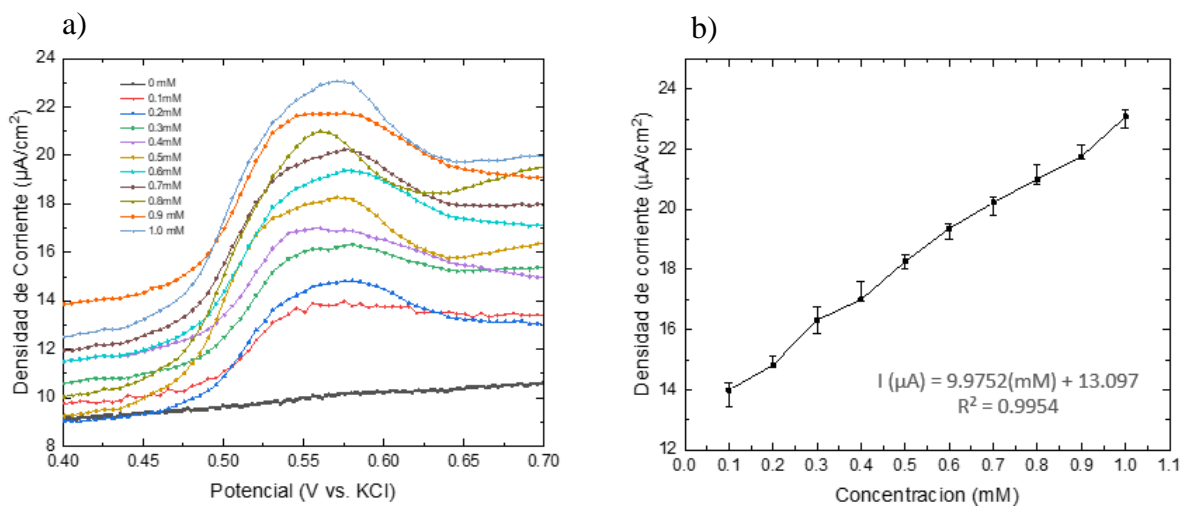 a)
Densidad de Corriente (µA/cm²)
24
22
20
18
16
14
12
10
8
0 mM
0.1mM
0.2mM
0.3mM
0.4mM
0.5mM
0.6mM
0.7mM
0.8mM
0.9 mM
1.0 mM
0.40 0.45 0.50 0.55 0.60 0.65 0.70
Potencial (V vs. KCl)
b)
Densidad de corriente (µA/cm²)
24
22
20
18
16
14
12
I (µA) = 9.9752(mM) + 13.097
R² = 0.9954
0.0 0.1 0.2 0.3 0.4 0.5 0.6 0.7 0.8 0.9 1.0 1.1
Concentracion (mM)